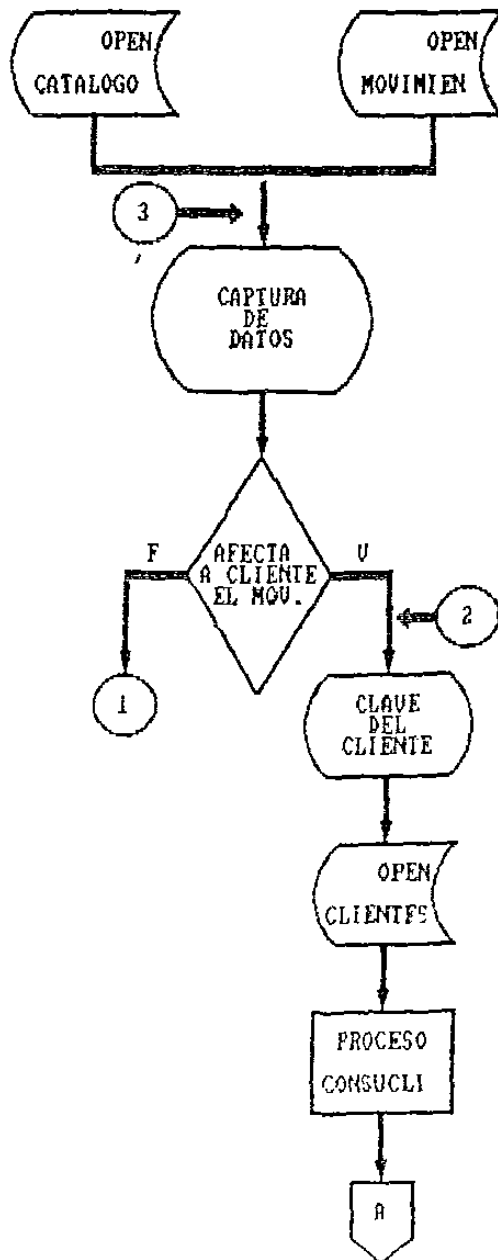 OPEN
CATALOGO
OPEN
MOVIMIEN
3
CAPTURA
DE
DATOS
F
AFECTA
A CLIENTE
EL MOV.
V
2
1
CLAVE
DEL
CLIENTE
OPEN
CLIENTES
PROCESO
CONSUCLI
A